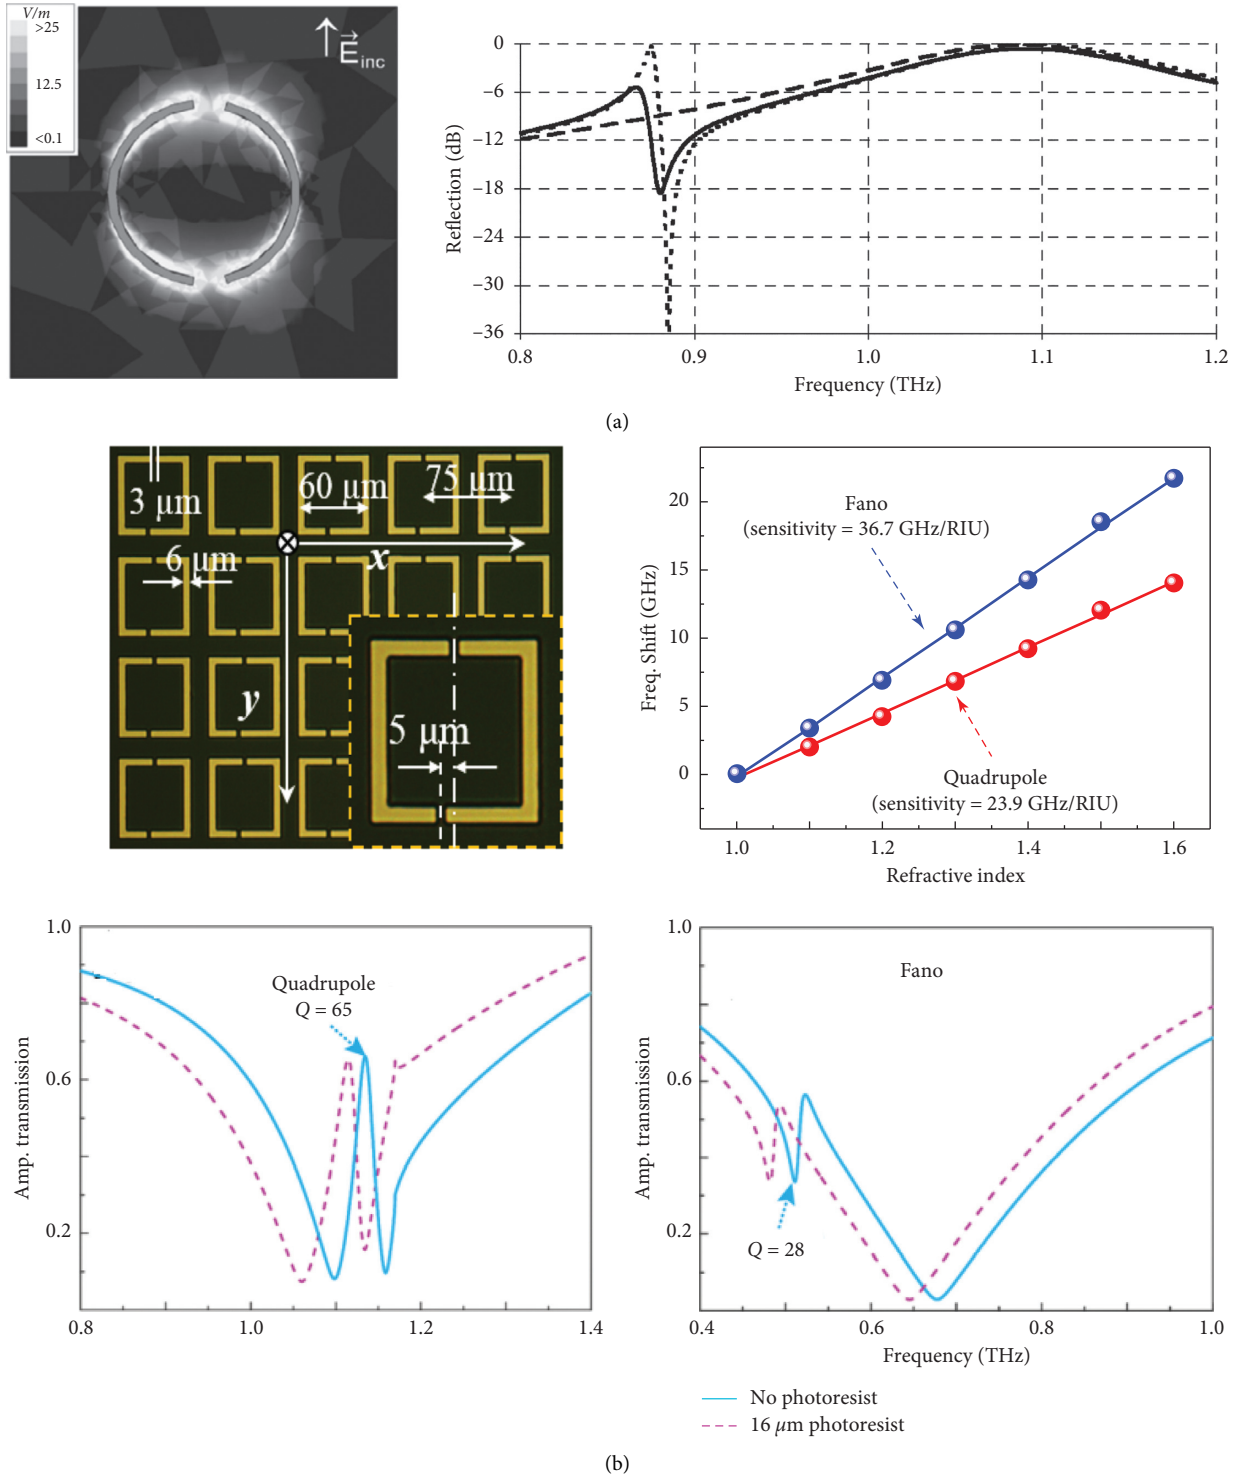 V/m
>25
12.5
<0.1
E inc
0
−6
−12
−18
−24
−30
−36
Reflection (dB)
0.8
0.9
1.0
1.1
1.2
Frequency (THz)
(a)
3 μm
60 μm
75 μm
x
6 μm
y
5 μm
20
15
10
5
0
Freq. Shift (GHz)
Fano
(sensitivity = 36.7 GHz/RIU)
Quadrupole
(sensitivity = 23.9 GHz/RIU)
1.0
1.2
1.4
1.6
Refractive index
1.0
0.6
0.2
Amp. transmission
Quadrupole
Q = 65
0.8
1.0
1.2
1.4
1.0
0.6
0.2
Amp. transmission
Fano
Q = 28
0.4
0.6
0.8
1.0
Frequency (THz)
No photoresist
16 μm photoresist
(b)